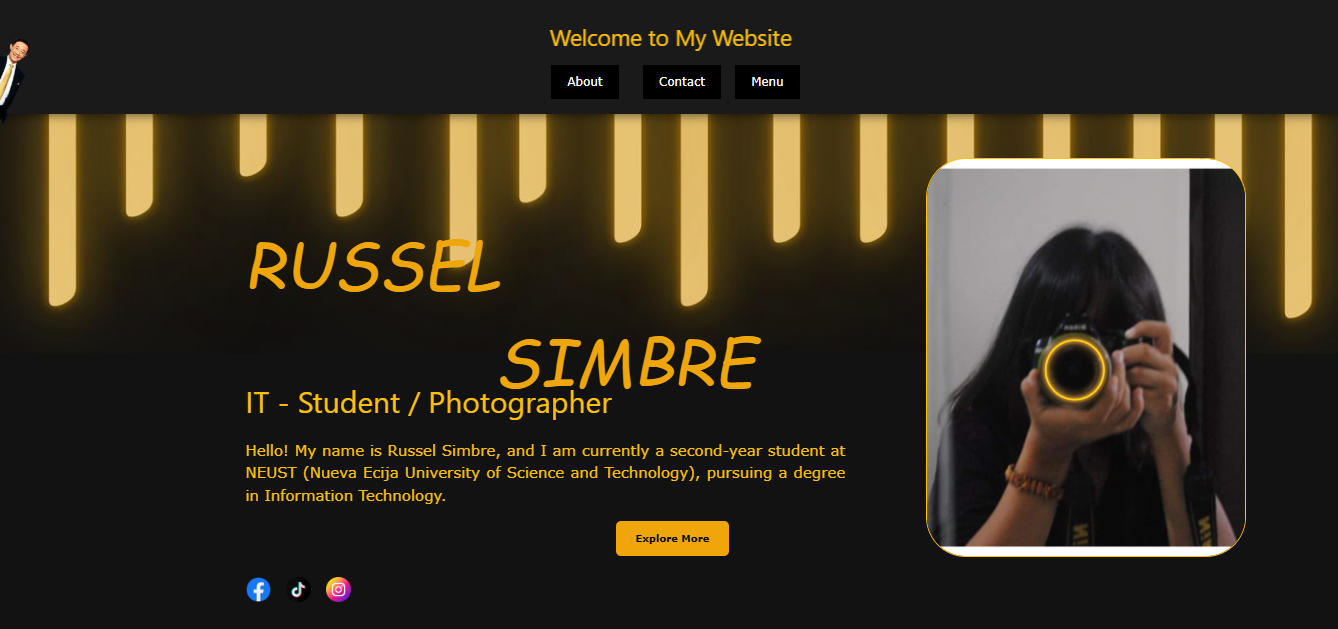 Welcome to My Website
About Contact Menu
RUSSEL
SIMBRE
IT - Student / Photographer
Hello! My name is Russel Simbre, and I am currently a second-year student at
NEUST (Nueva Ecija University of Science and Technology), pursuing a degree
in Information Technology.
Explore More